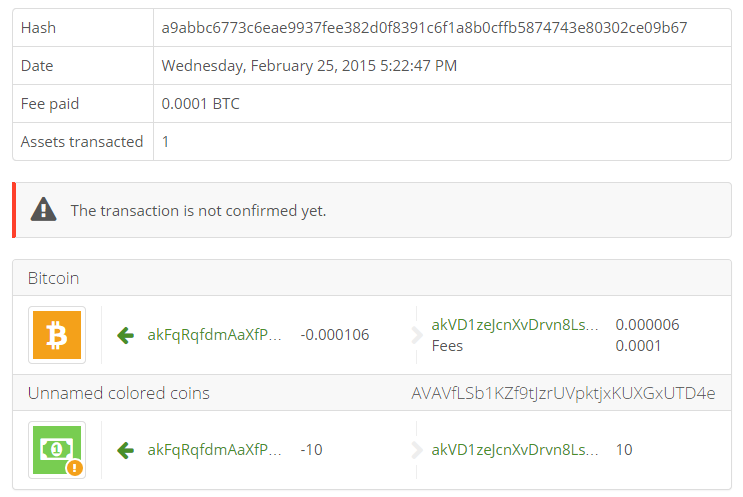 Hash a9abbc6773c6eae9937fee382d0f8391c6f1a8b0cffb5874743e80302ce09b67
Date Wednesday, February 25, 2015 5:22:47 PM
Fee paid 0.0001 BTC
Assets transacted 1
The transaction is not confirmed yet.
Bitcoin
akFqRqfdmAaXfP... -0.000106 akVD1zeJcnXvDrvn8Ls... 0.000006
Fees 0.0001
Unnamed colored coins AVAVfLSb1KZf9tJzrUVpktjxKUXGxUTD4e
akFqRqfdmAaXfP... -10 akVD1zeJcnXvDrvn8Ls... 10